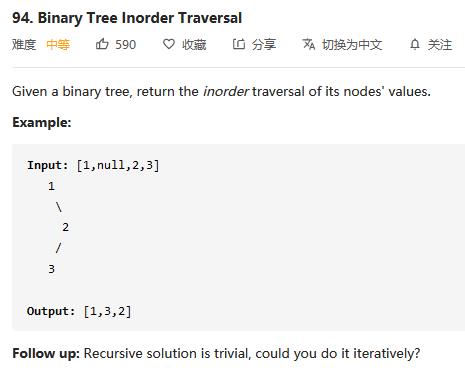 94. Binary Tree Inorder Traversal
难度 中等 590 收藏 分享 切换为中文 关注
Given a binary tree, return the inorder traversal of its nodes' values.
Example:
Input: [1,null,2,3]
1
\
2
/
3
Output: [1,3,2]
Follow up: Recursive solution is trivial, could you do it iteratively?